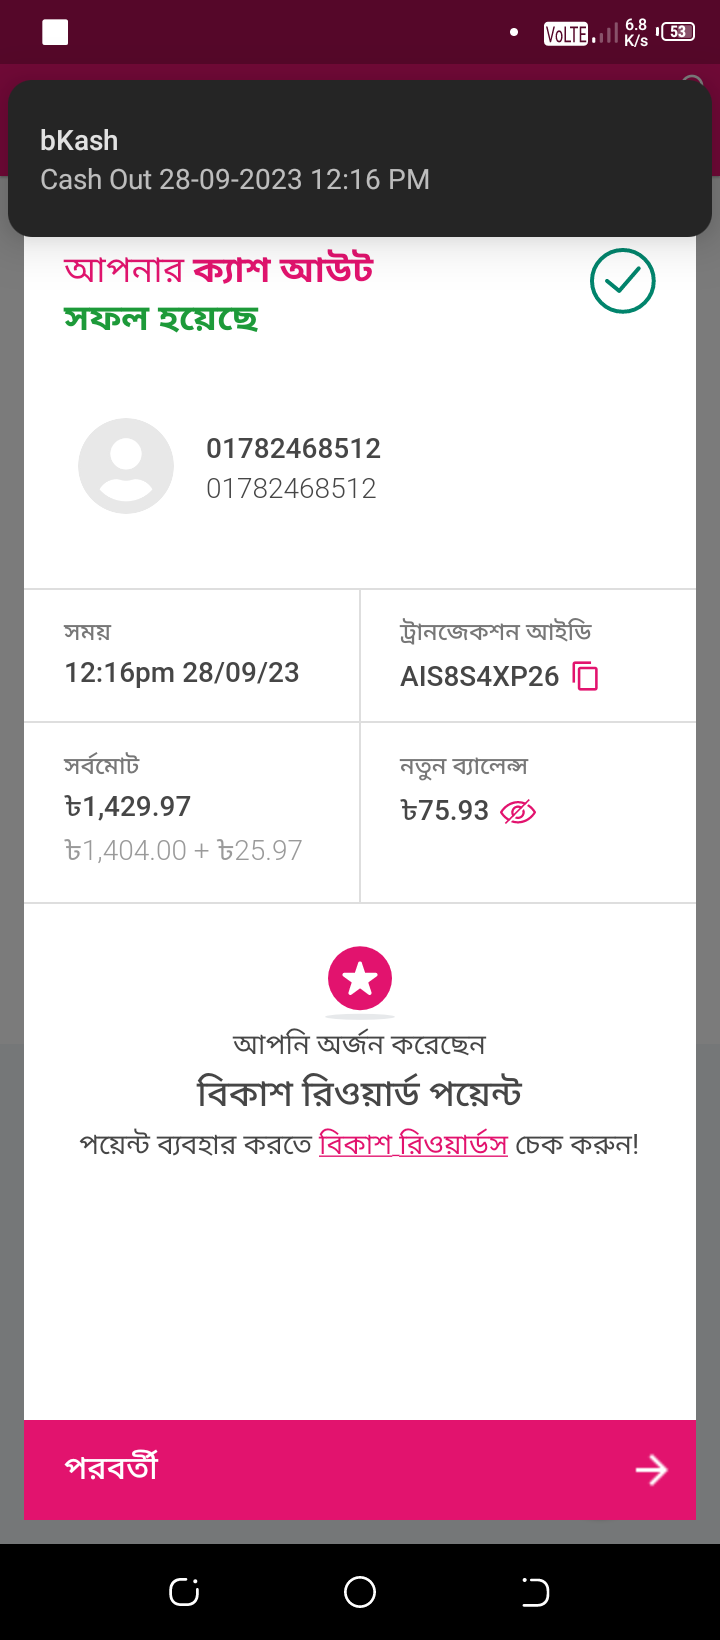 VoLTE
6.8
K/s
53
bKash
Cash Out 28-09-2023 12:16 PM
আপনার ক্যাশ আউট
সফল হয়েছে
01782468512
01782468512
সময়
12:16pm 28/09/23
ট্রানজেকশন আইডি
AIS8S4XP26
সর্বমোট
৳1,429.97
৳1,404.00 + ৳25.97
নতুন ব্যালেন্স
৳75.93
আপনি অর্জন করেছেন
বিকাশ রিওয়ার্ড পয়েন্ট
পয়েন্ট ব্যবহার করতে বিকাশ রিওয়ার্ডস চেক করুন!
পরবর্তী